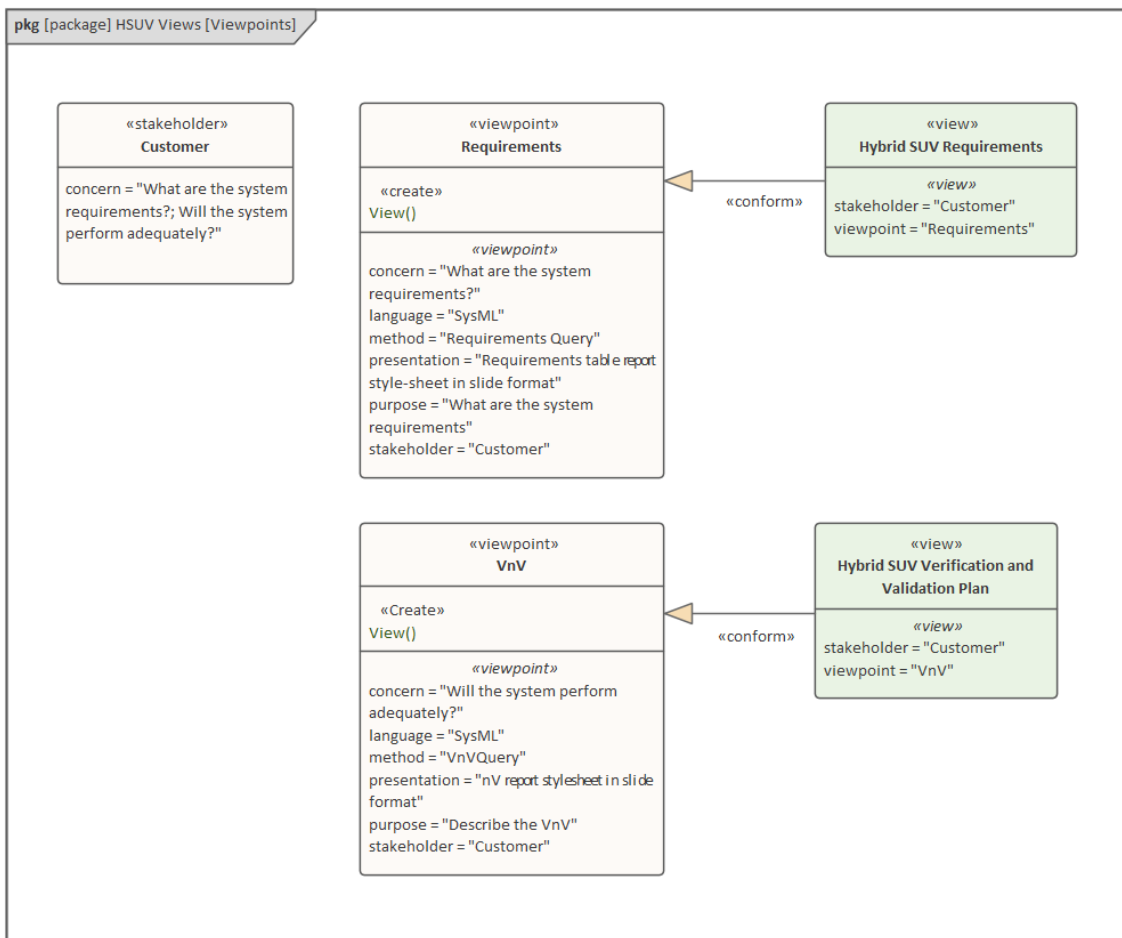 pkg [package] HSUV Views [Viewpoints]
«stakeholder»
Customer
concern = "What are the system
requirements?; Will the system
perform adequately?"
«viewpoint»
Requirements
«create»
View()
«viewpoint»
concern = "What are the system
requirements?"
language = "SysML"
method = "Requirements Query"
presentation = "Requirements table report
style-sheet in slide format"
purpose = "What are the system
requirements"
stakeholder = "Customer"
«conform»
«view»
Hybrid SUV Requirements
«view»
stakeholder = "Customer"
viewpoint = "Requirements"
«viewpoint»
VnV
«Create»
View()
«viewpoint»
concern = "Will the system perform
adequately?"
language = "SysML"
method = "VnVQuery"
presentation = "nV report stylesheet in slide
format"
purpose = "Describe the VnV"
stakeholder = "Customer"
«conform»
«view»
Hybrid SUV Verification and
Validation Plan
«view»
stakeholder = "Customer"
viewpoint = "VnV"